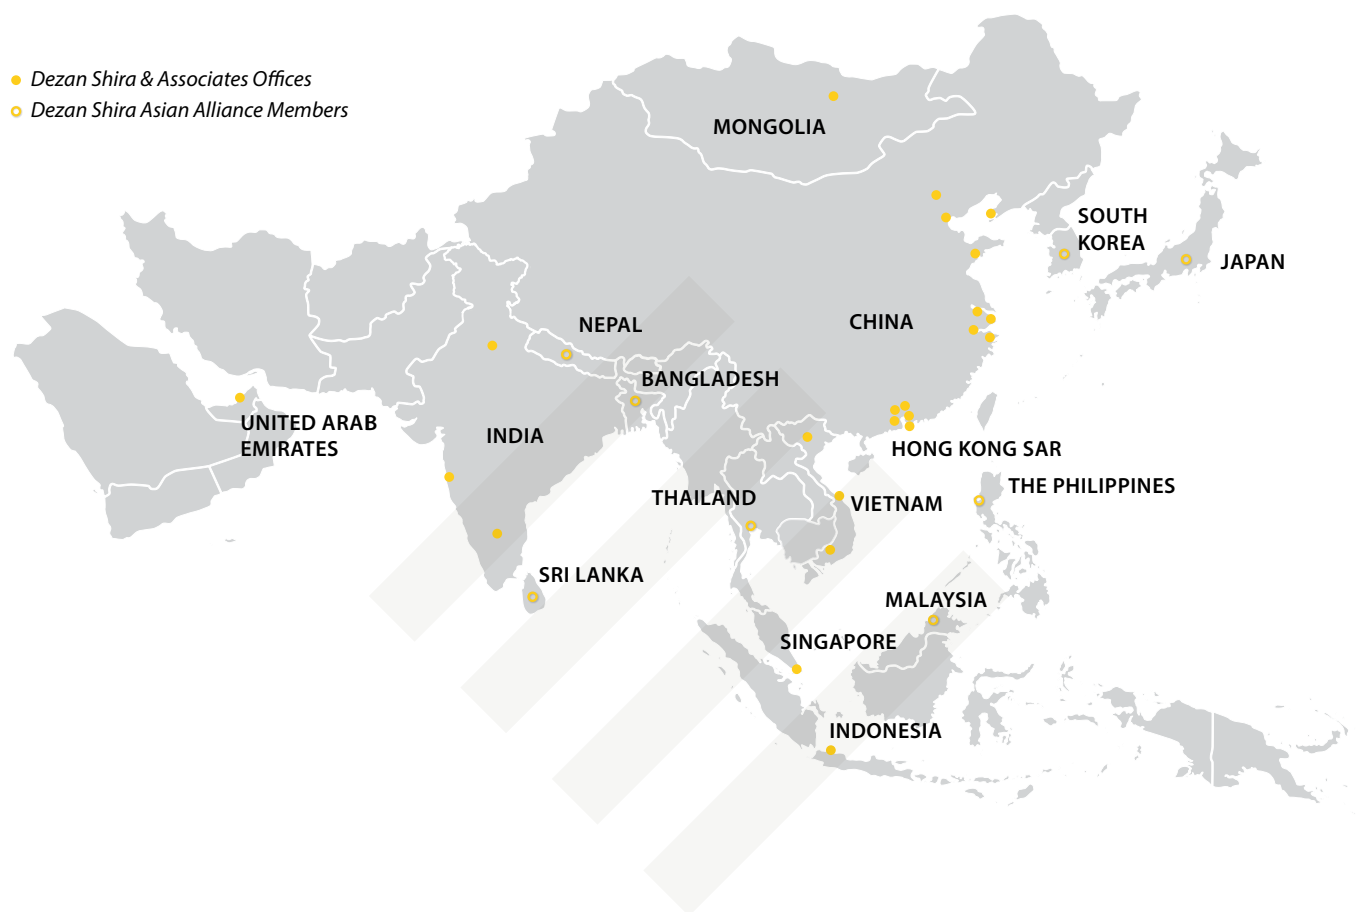 Dezan Shira & Associates Offices
Dezan Shira Asian Alliance Members
MONGOLIA
SOUTH
KOREA
JAPAN
NEPAL
CHINA
BANGLADESH
UNITED ARAB
EMIRATES
INDIA
HONG KONG SAR
THE PHILIPPINES
THAILAND
VIETNAM
SRI LANKA
MALAYSIA
SINGAPORE
INDONESIA